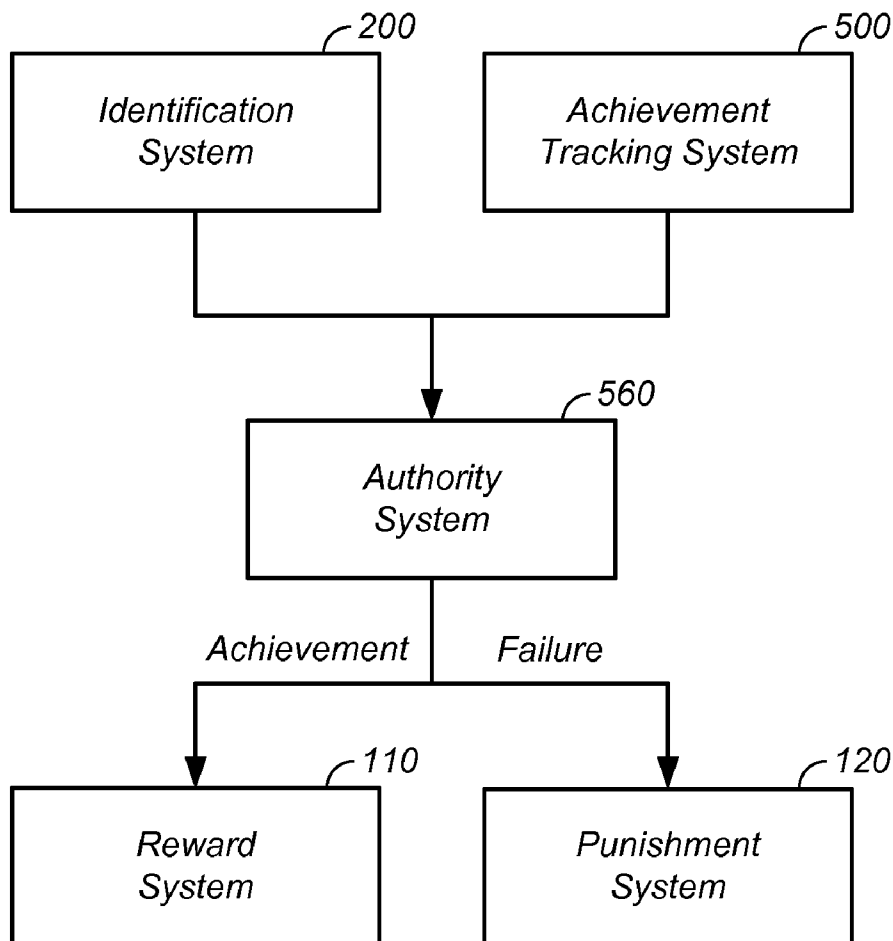 200
500
Identification
System
Achievement
Tracking System
560
Authority
System
Achievement
Failure
110
120
Reward
System
Punishment
System